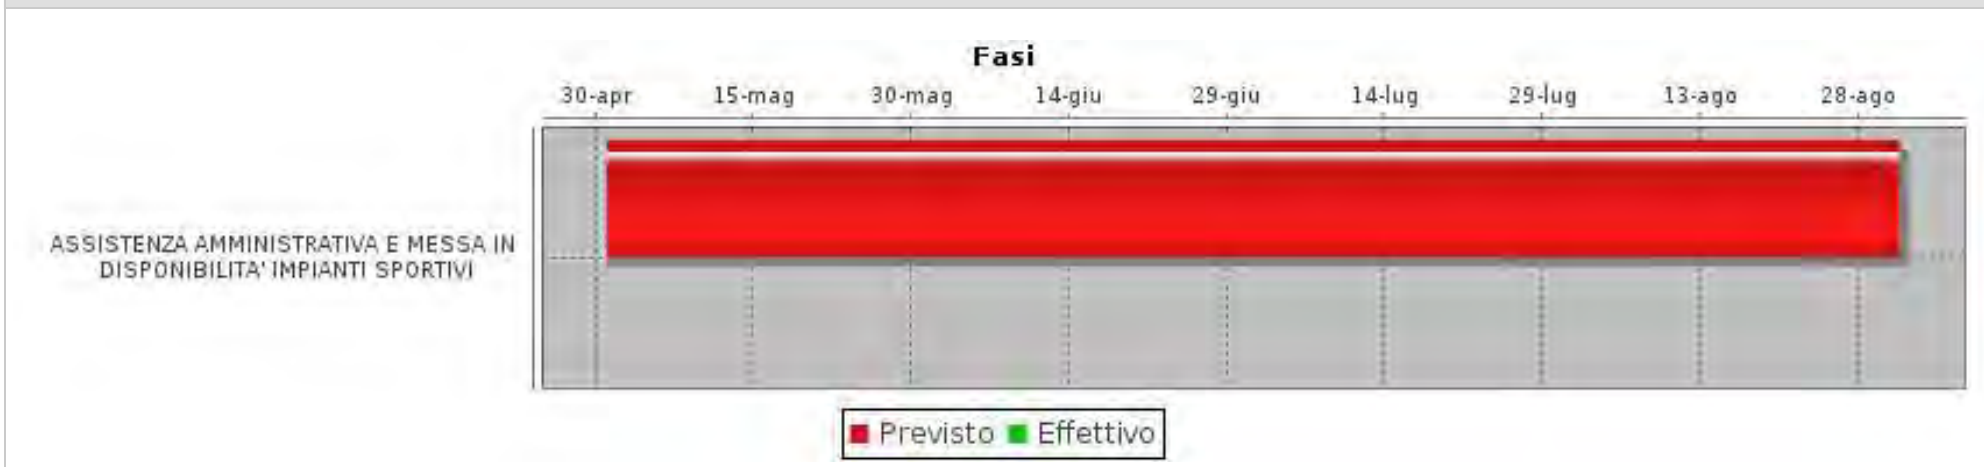 Fasi
30-apr 15-mag 30-mag 14-giu 29-giu 14-lug 29-lug 13-ago 28-ago
ASSISTENZA AMMINISTRATIVA E MESSA IN
DISPONIBILITA' IMPIANTI SPORTIVI
Previsto Effettivo